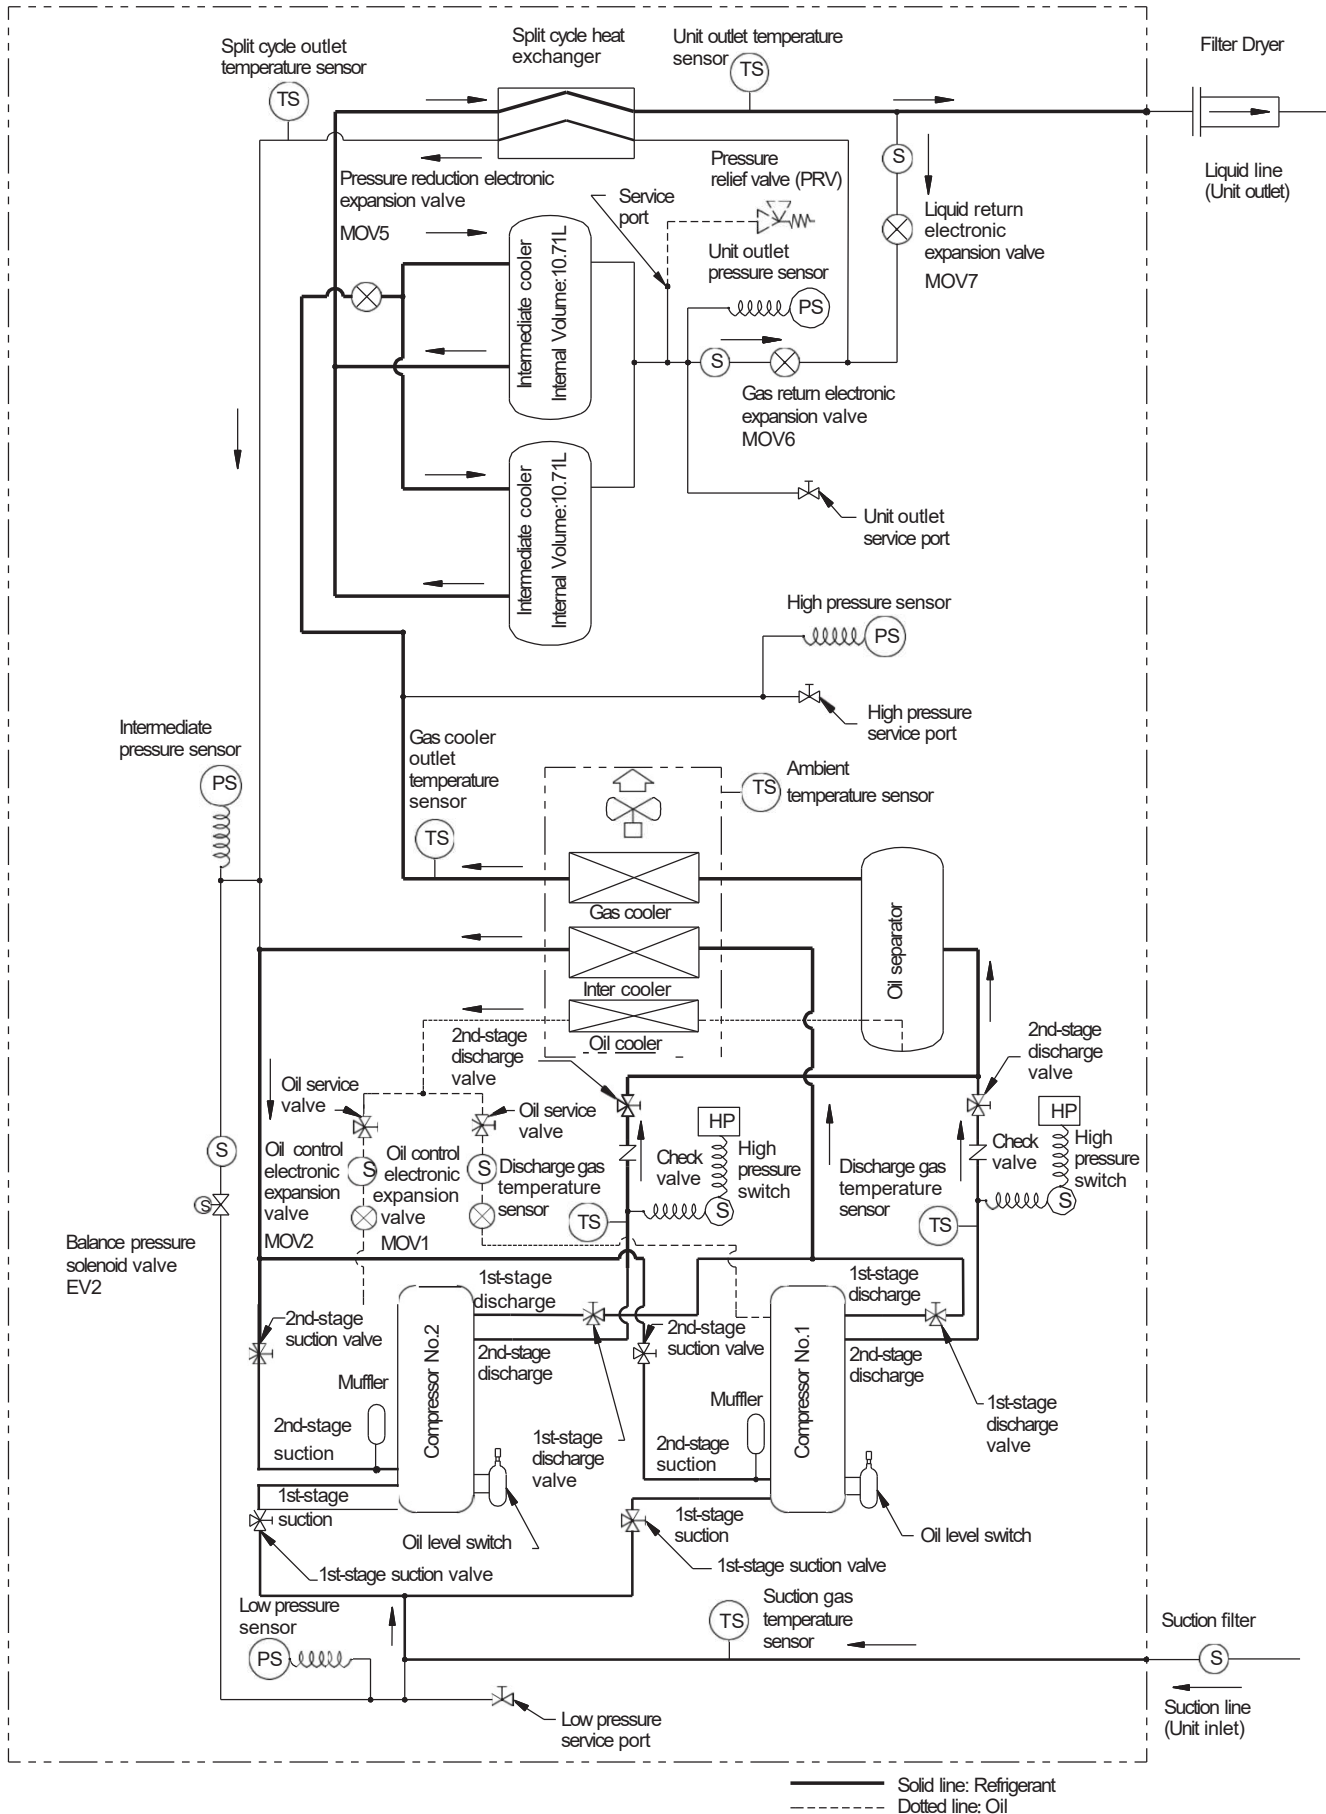 Split cycle outlet
temperature sensor
TS
Split cycle heat
exchanger
Unit outlet temperature
sensor
TS
Filter Dryer
Liquid line
(Unit outlet)
Pressure reduction electronic
expansion valve
MOV5
Service
port
Pressure
relief valve (PRV)
Unit outlet
pressure sensor
PS
S
Liquid return
electronic
expansion valve
MOV7
Intermediate cooler
Internal Volume:10.71L
S
Gas return electronic
expansion valve
MOV6
Intermediate cooler
Internal Volume:10.71L
Unit outlet
service port
High pressure sensor
PS
High pressure
service port
Intermediate
pressure sensor
PS
Gas cooler
outlet
temperature
sensor
TS
Ambient
temperature sensor
TS
Gas cooler
Inter cooler
Oil cooler
Oil separator
2nd-stage
discharge
valve
2nd-stage
discharge
valve
Oil service
valve
Oil service
valve
S
S
Oil control
electronic
expansion
valve
MOV2
S
Oil control
electronic
expansion
valve
MOV1
S
Discharge gas
temperature
sensor
TS
Check
valve
HP
High
pressure
switch
S
Discharge gas
temperature
sensor
TS
Check
valve
HP
High
pressure
switch
S
Balance pressure
solenoid valve
EV2
2nd-stage
suction valve
Muffler
2nd-stage
suction
1st-stage
suction
Compressor No.2
1st-stage
discharge
2nd-stage
discharge
1st-stage
discharge
valve
Oil level switch
1st-stage suction valve
2nd-stage
suction valve
Muffler
2nd-stage
suction
1st-stage
suction
Compressor No.1
1st-stage
discharge
2nd-stage
discharge
1st-stage
discharge
valve
Oil level switch
1st-stage suction valve
Low pressure
sensor
PS
Suction gas
temperature
sensor
TS
Suction filter
S
Suction line
(Unit inlet)
Low pressure
service port
Solid line: Refrigerant
Dotted line: Oil